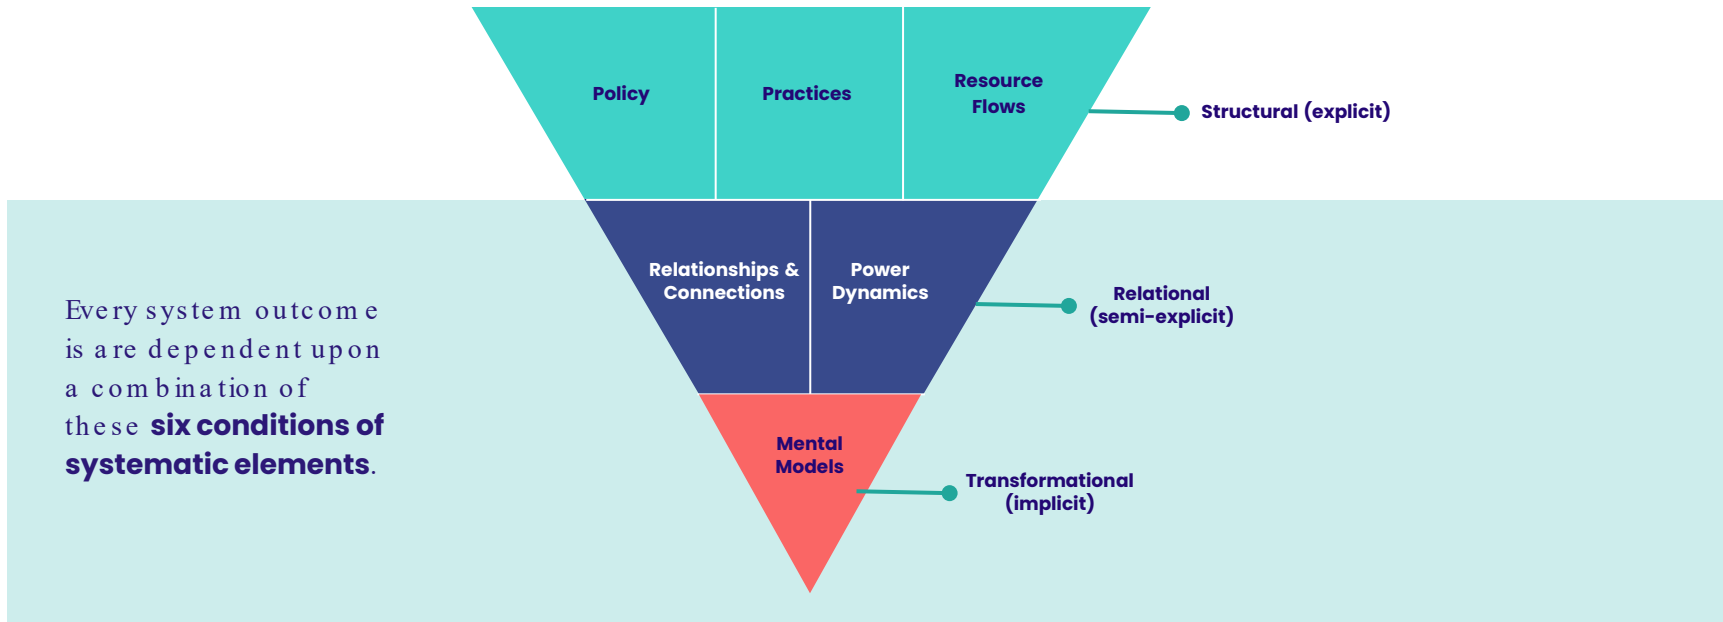 Policy
Practices
Resource
Flows
Structural (explicit)
Relationships &
Connections
Power
Dynamics
Relational
(semi-explicit)
Every system outcome
is are dependent upon
a combination of
these six conditions of
systematic elements.
Mental
Models
Transformational
(implicit)